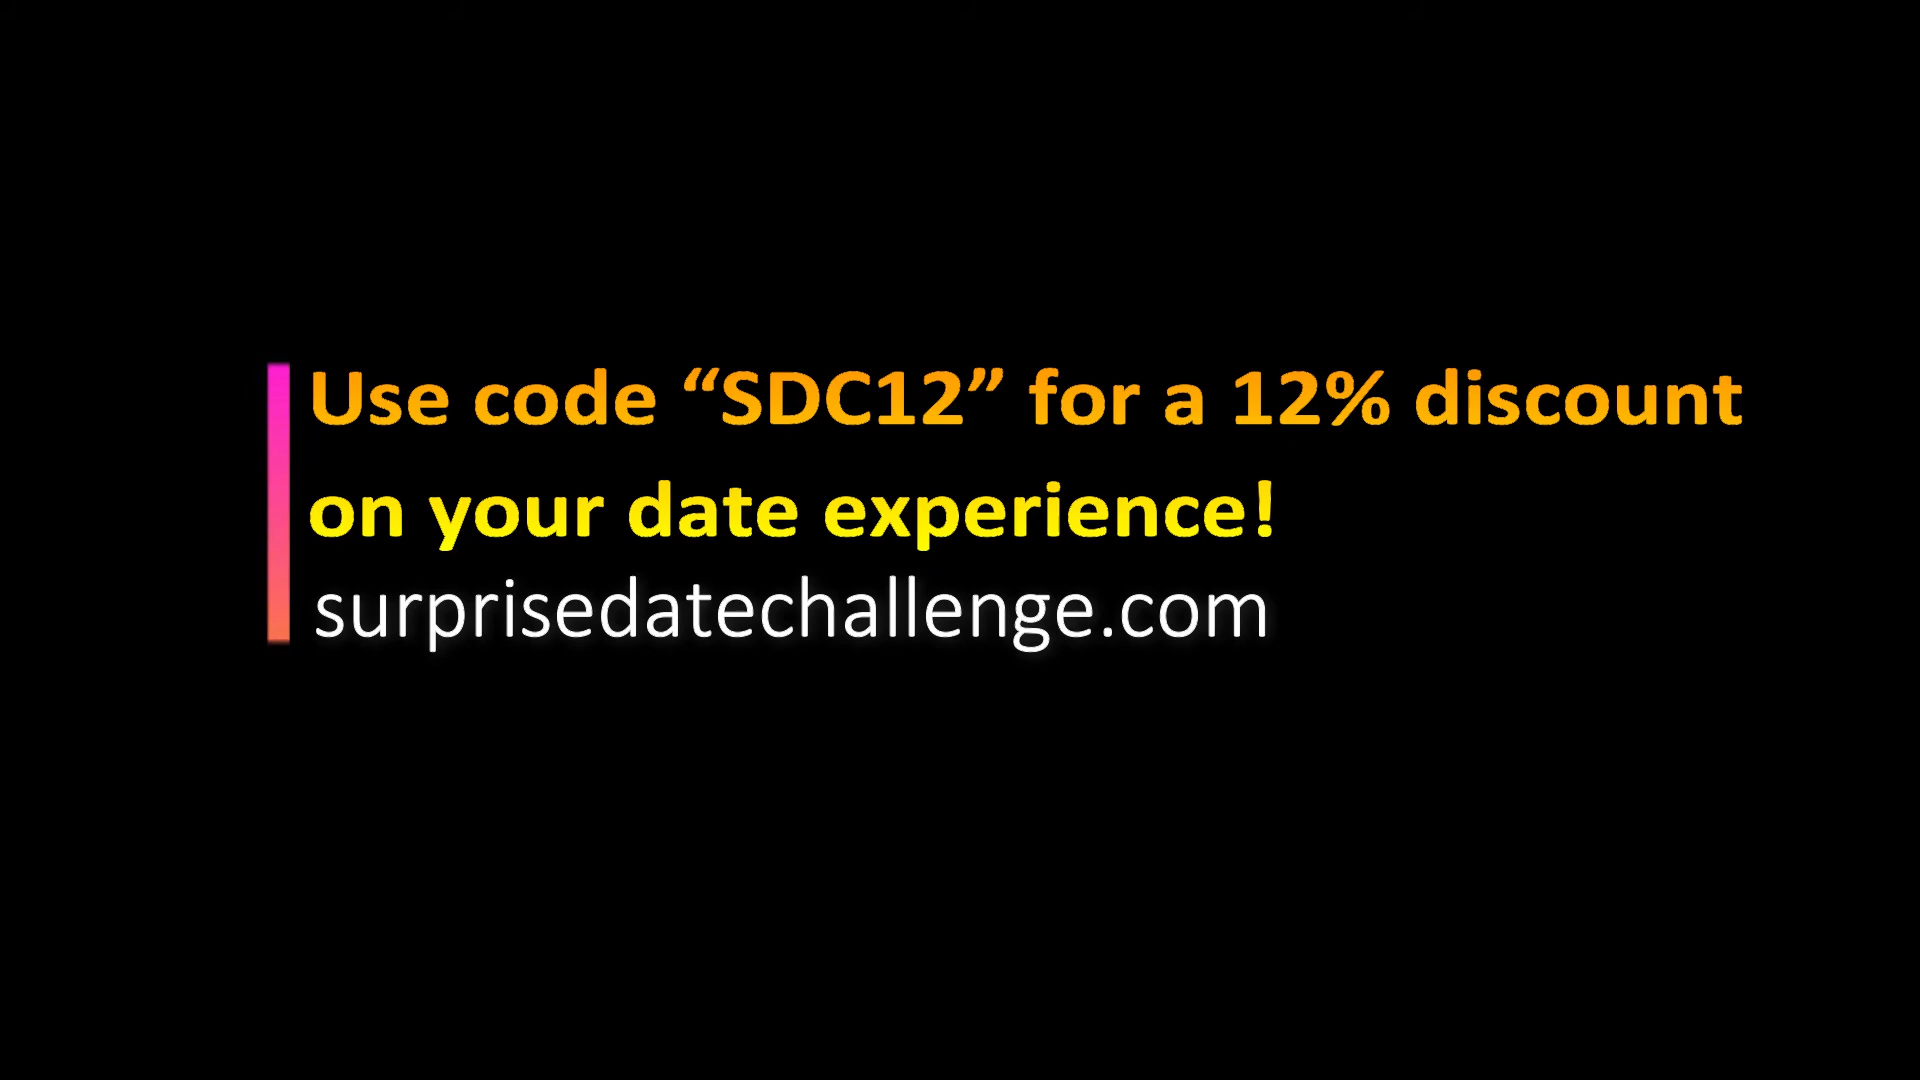 Use code “SDC12” for a 12% discount
on your date experience!
surprisedatechallenge.com